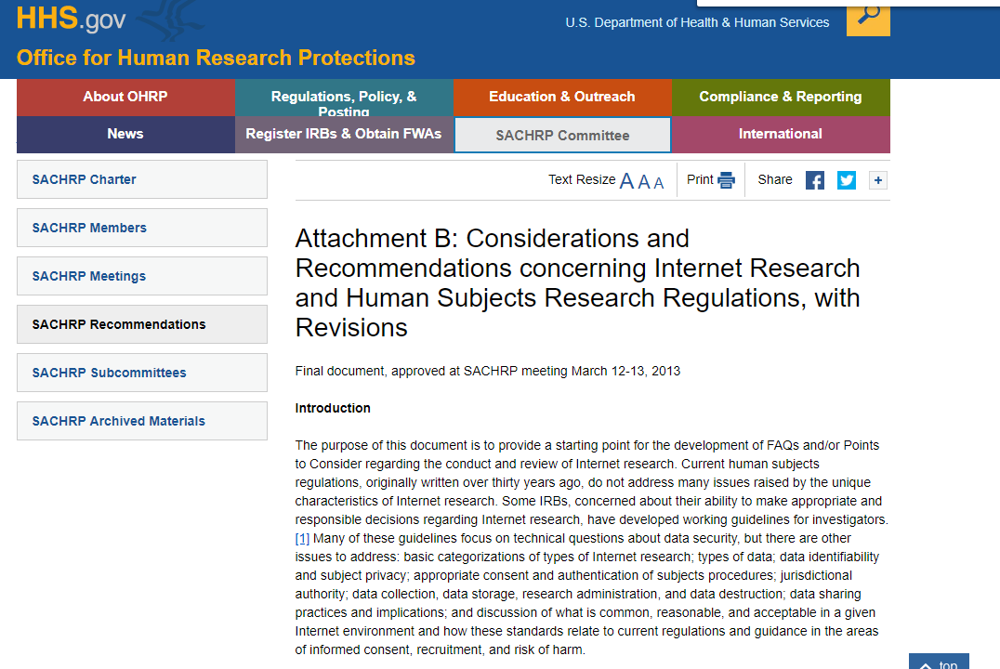 HHS.gov
U.S. Department of Health & Human Services
Office for Human Research Protections
About OHRP
Regulations, Policy, &
Posting
Education & Outreach
Compliance & Reporting
News
Register IRBs & Obtain FWAs
SACHRP Committee
International
SACHRP Charter
SACHRP Members
SACHRP Meetings
SACHRP Recommendations
SACHRP Subcommittees
SACHRP Archived Materials
Text Resize A A A
Print
Share
Attachment B: Considerations and
Recommendations concerning Internet Research
and Human Subjects Research Regulations, with
Revisions
Final document, approved at SACHRP meeting March 12-13, 2013
Introduction
The purpose of this document is to provide a starting point for the development of FAQs and/or Points
to Consider regarding the conduct and review of Internet research. Current human subjects
regulations, originally written over thirty years ago, do not address many issues raised by the unique
characteristics of Internet research. Some IRBs, concerned about their ability to make appropriate and
responsible decisions regarding Internet research, have developed working guidelines for investigators.
[1] Many of these guidelines focus on technical questions about data security, but there are other
issues to address: basic categorizations of types of Internet research; types of data; data identifiability
and subject privacy; appropriate consent and authentication of subjects procedures; jurisdictional
authority; data collection, data storage, research administration, and data destruction; data sharing
practices and implications; and discussion of what is common, reasonable, and acceptable in a given
Internet environment and how these standards relate to current regulations and guidance in the areas
of informed consent, recruitment, and risk of harm.
top